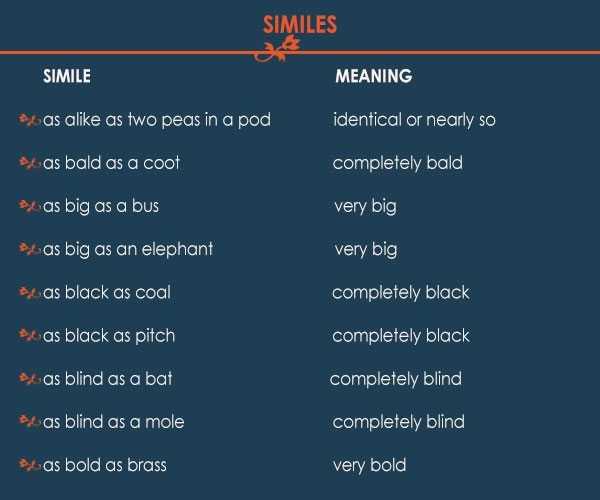 SIMILES
SIMILE MEANING
as alike as two peas in a pod identical or nearly so
as bald as a coot completely bald
as big as a bus very big
as big as an elephant very big
as black as coal completely black
as black as pitch completely black
as blind as a bat completely blind
as blind as a mole completely blind
as bold as brass very bold